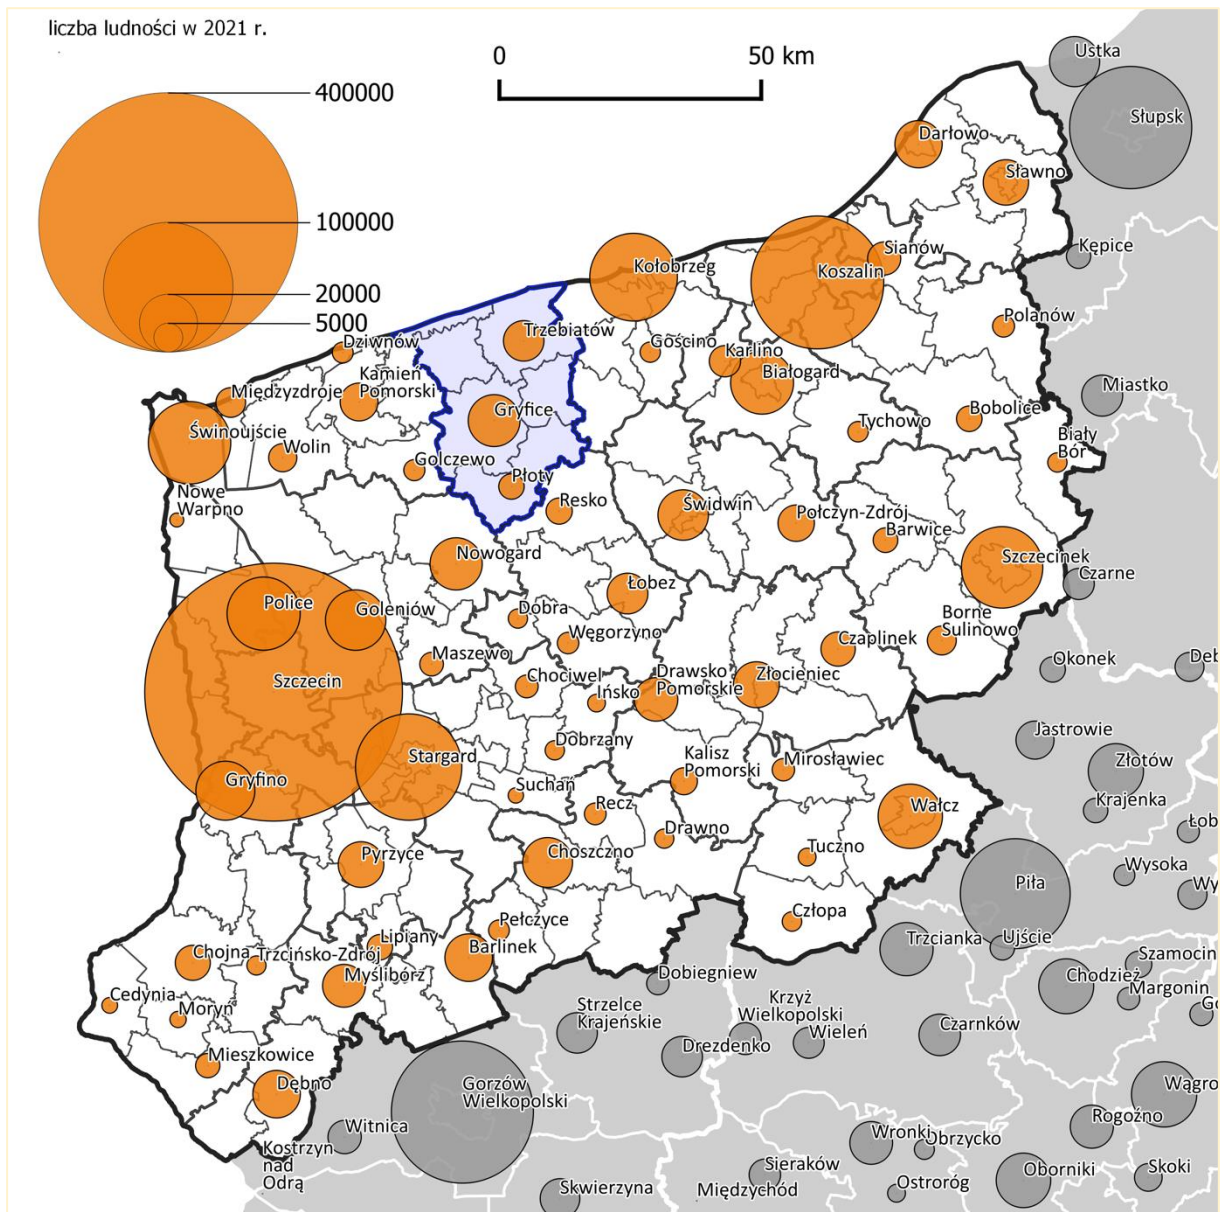 liczba ludności w 2021 r.
0
50 km
400000
100000
20000
5000
Ustka
Słupsk
Darłowo
Sławno
Kępice
Sianów
Kołobrzeg
Koszalin
Polanów
Trzebiatów
Gościno
Karlino
Białogard
Dziwnów
Kamień
Pomorski
Międzyzdroje
Miastko
Gryfice
Bobolice
Tychowo
Świnoujście
Wolin
Golczewo
Biały
Bór
Płoty
Nowe
Warpno
Resko
Świdwin
Połczyn-Zdrój
Barwice
Szczecinek
Czarne
Nowogard
Łobez
Police
Goleniów
Dobra
Węgorzyno
Czaplinek
Borne
Sulinowo
Maszewo
Okonek
Deb
Szczecin
Chociwel
Ińsko
Drawsko
Pomorskie
Złocieniec
Jastrowie
Dobrzany
Stargard
Kalisz
Pomorski
Mirosławiec
Złotów
Gryfino
Suchań
Recz
Wałcz
Krajenka
Łob
Drawno
Pyrzyce
Choszczno
Tuczno
Wysoka
Wy
Piła
Człopa
Pełczyce
Lipiany
Barlinek
Chojna
Trzcińsko-Zdrój
Trzcianka
Ujście
Szamocin
Myślibórz
Dobiegniew
Chodzież
Margonin
Go
Cedynia
Moryń
Strzelce
Krajeńskie
Krzyż
Wielkopolski
Wieleń
Czarnków
Drezdenko
Mieszkowice
Dębno
Gorzów
Wielkopolski
Wągro
Rogoźno
Witnica
Wronki
Obrzycko
Kostrzyn
nad
Odrą
Sieraków
Oborniki
Skoki
Skwierzyna
Międzychód
Ostroróg